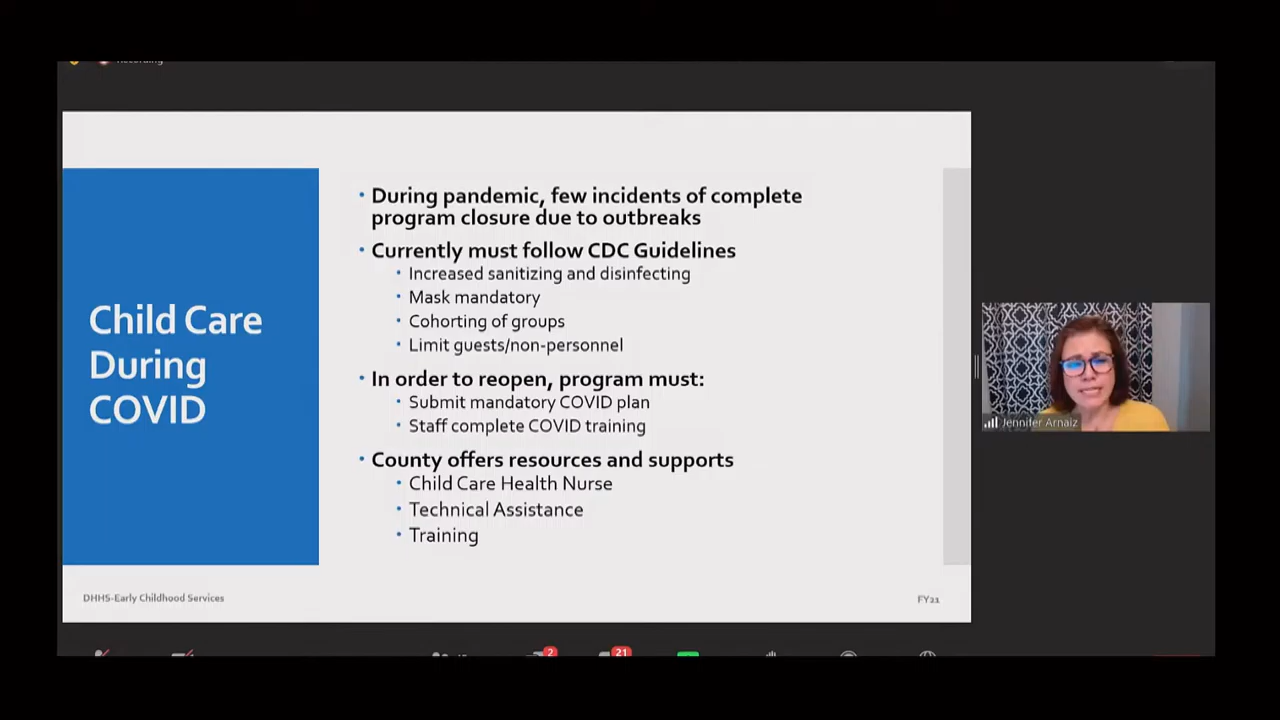 Recording
Child Care
During
COVID
• During pandemic, few incidents of complete
program closure due to outbreaks
• Currently must follow CDC Guidelines
• Increased sanitizing and disinfecting
• Mask mandatory
• Cohorting of groups
• Limit guests/non-personnel
• In order to reopen, program must:
• Submit mandatory COVID plan
• Staff complete COVID training
• County offers resources and supports
• Child Care Health Nurse
• Technical Assistance
• Training
DHHS-Early Childhood Services
FY21
Jennifer Arnaiz
2
21